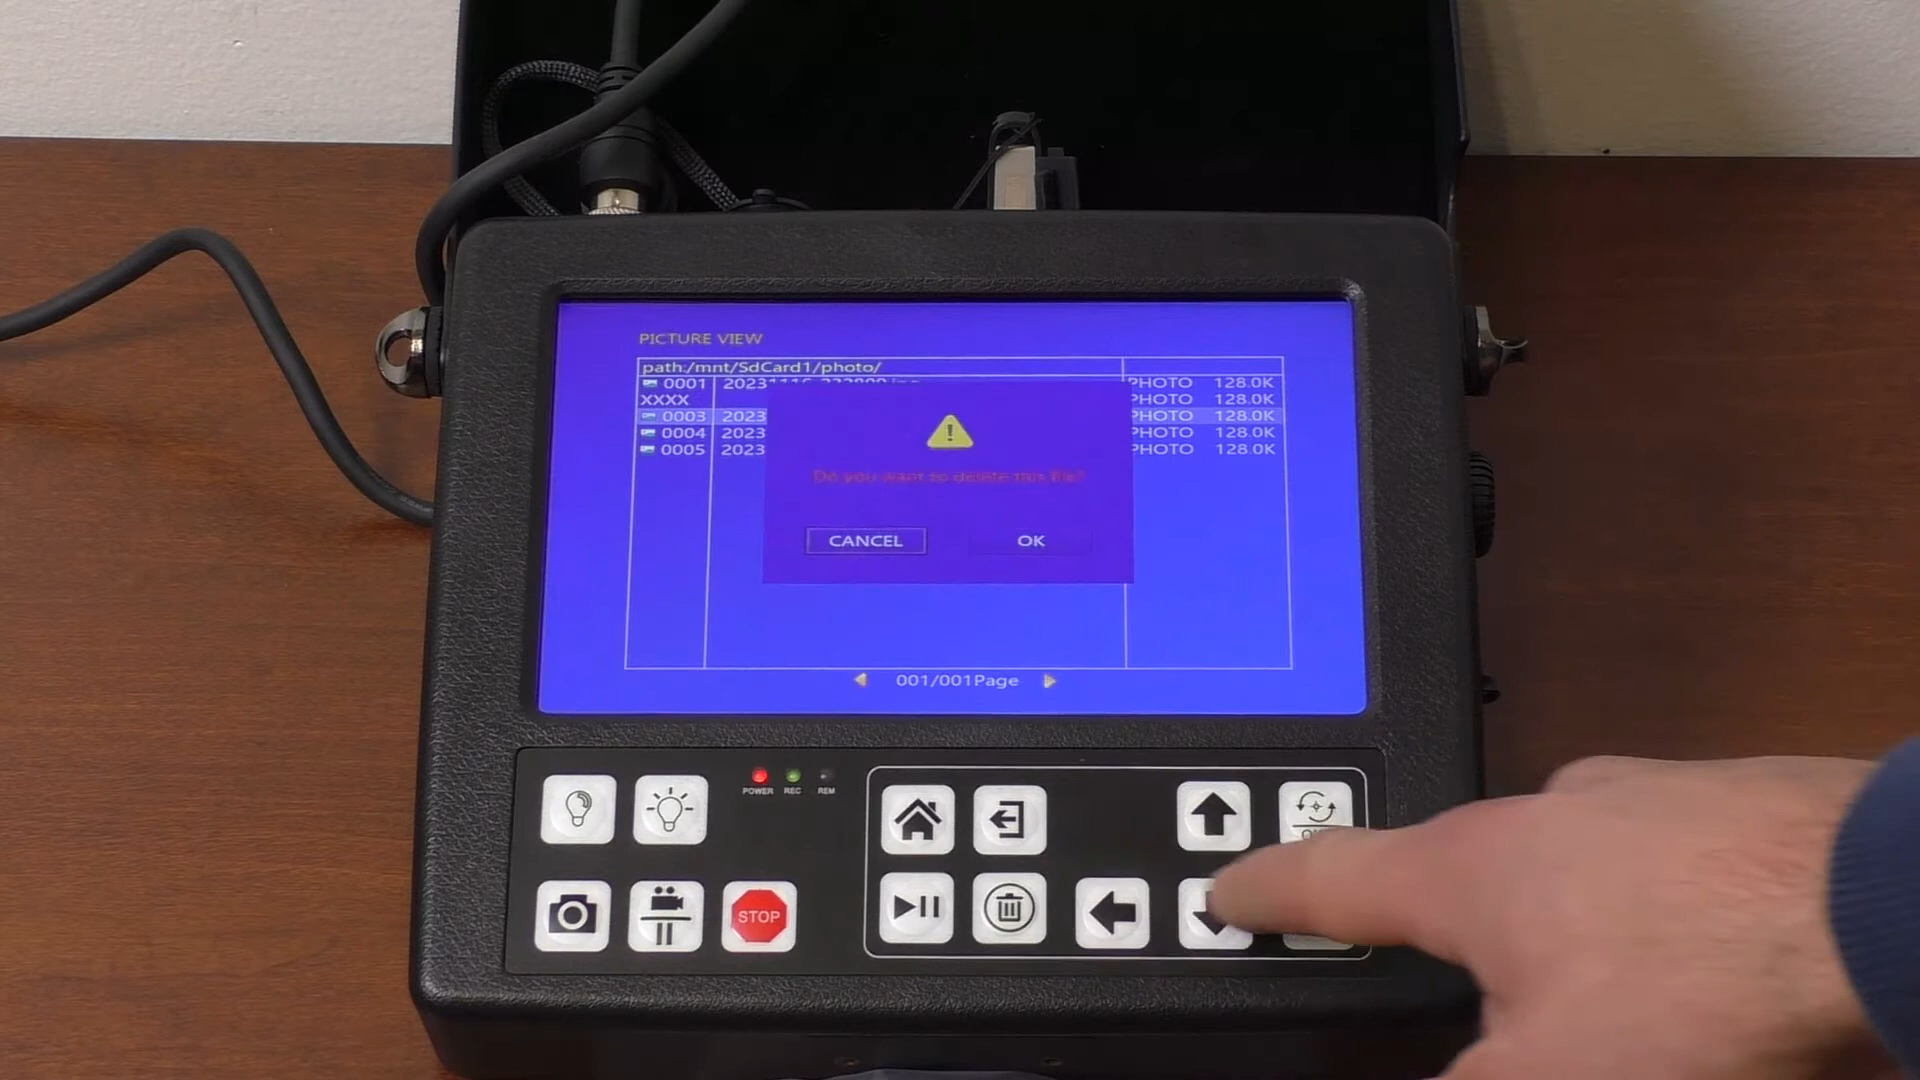 PICTURE VIEW
path:/mnt/SdCard1/photo/
0001 PHOTO 128.0K
XXXX PHOTO 128.0K
0003 2023 PHOTO 128.0K
0004 2023 PHOTO 128.0K
0005 2023 PHOTO 128.0K
Do you want to delete this file?
CANCEL OK
001/001Page
POWER REC REM
STOP